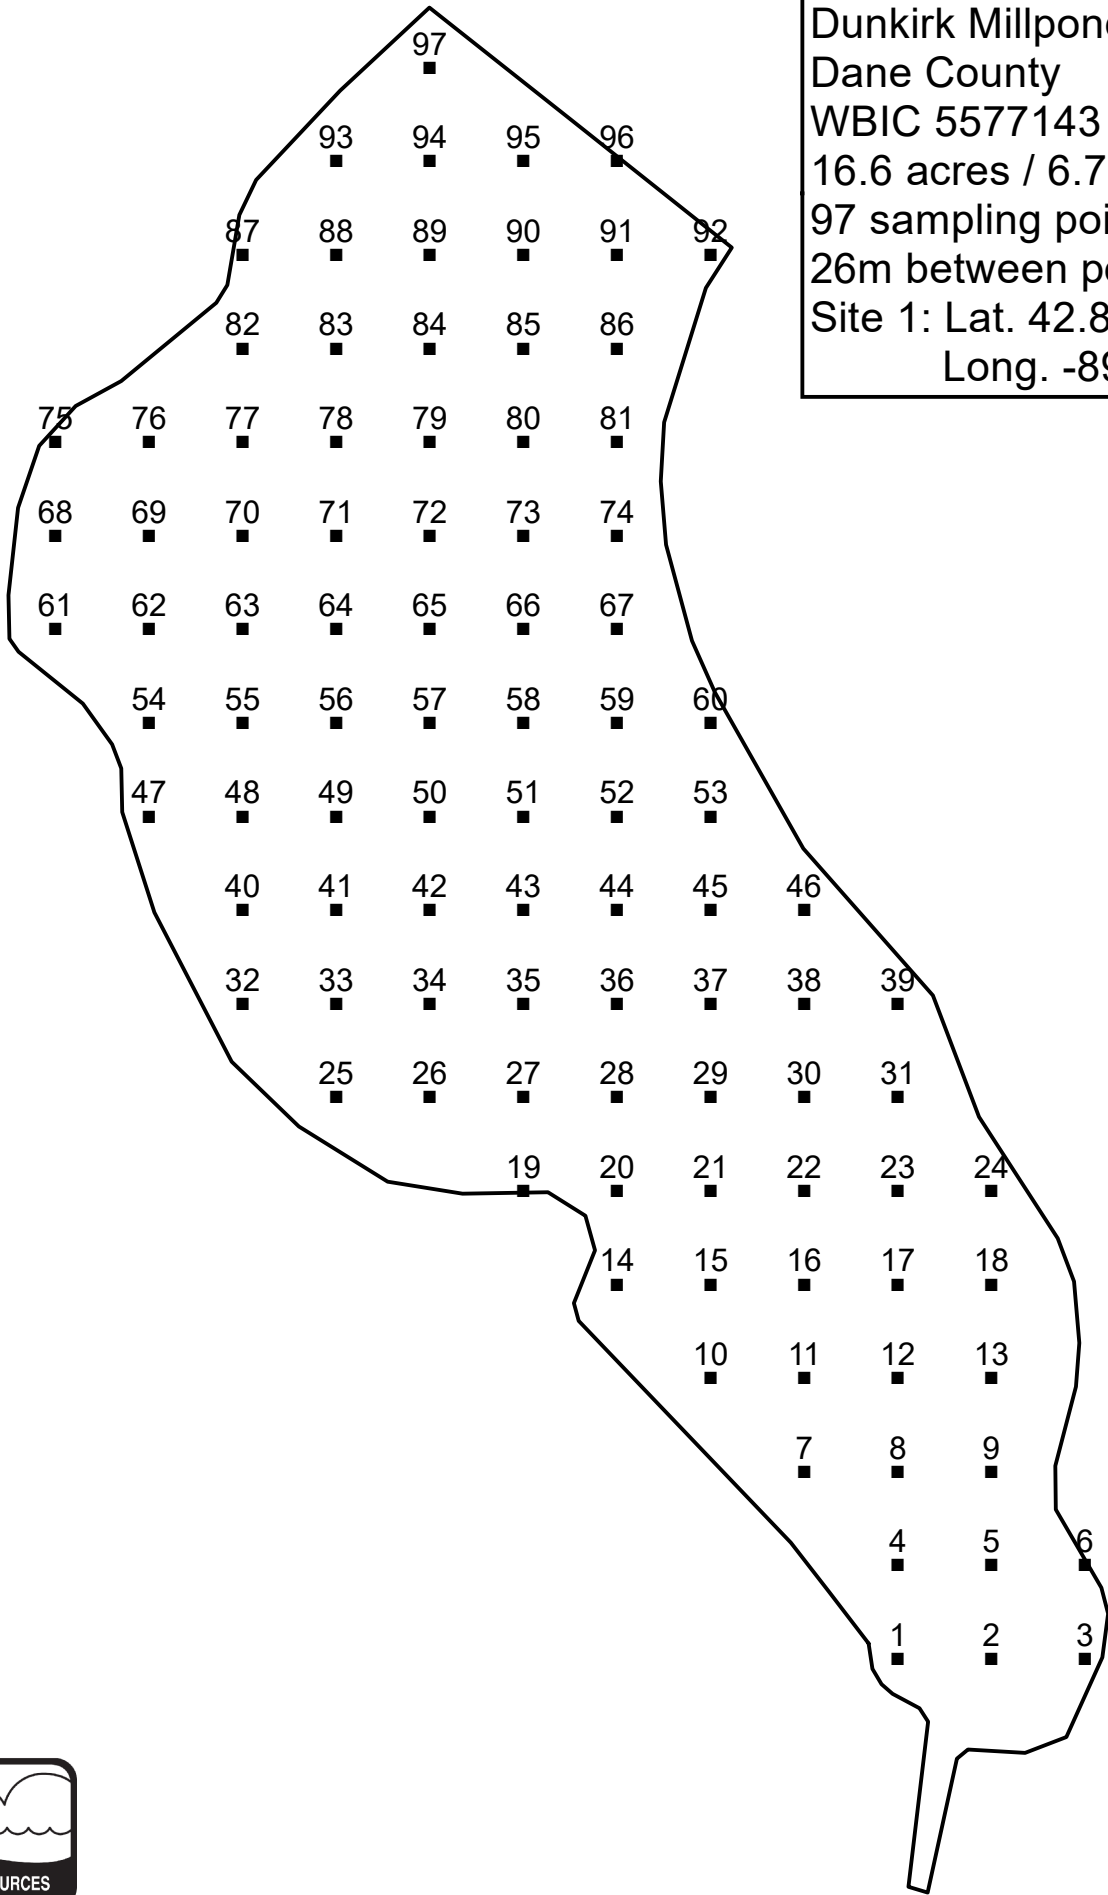 Dunkirk Millpond
Dane County
WBIC 5577143
16.6 acres / 6.7
97 sampling poi
26m between po
Site 1: Lat. 42.8
Long. -89
97
93 94 95 96
87 88 89 90 91 92
82 83 84 85 86
75 76 77 78 79 80 81
68 69 70 71 72 73 74
61 62 63 64 65 66 67
54 55 56 57 58 59 60
47 48 49 50 51 52 53
40 41 42 43 44 45 46
32 33 34 35 36 37 38 39
25 26 27 28 29 30 31
19 20 21 22 23 24
14 15 16 17 18
10 11 12 13
7 8 9
4 5 6
1 2 3
URCES